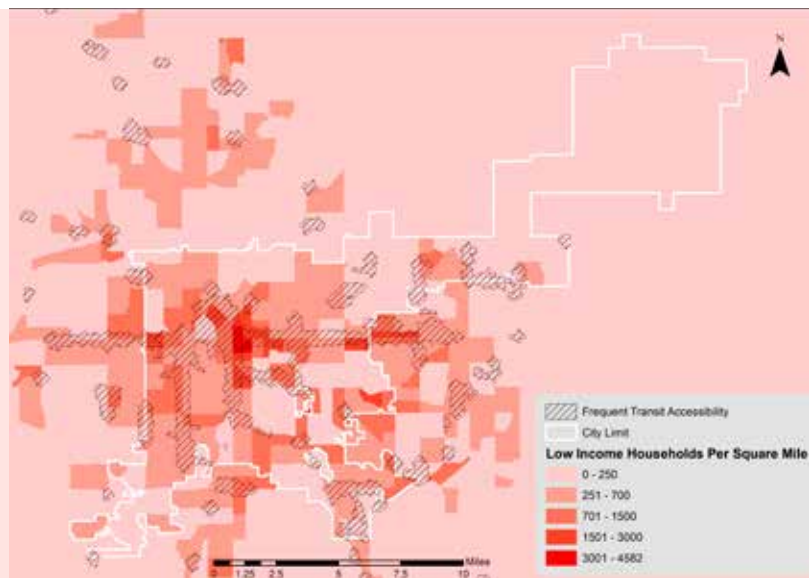 N
Frequent Transit Accessibility
City Limit
Low Income Households Per Square Mile
0 - 250
251 - 700
701 - 1500
1501 - 3000
3001 - 4582
Miles
0 1.25 2.5 5 7.5 10